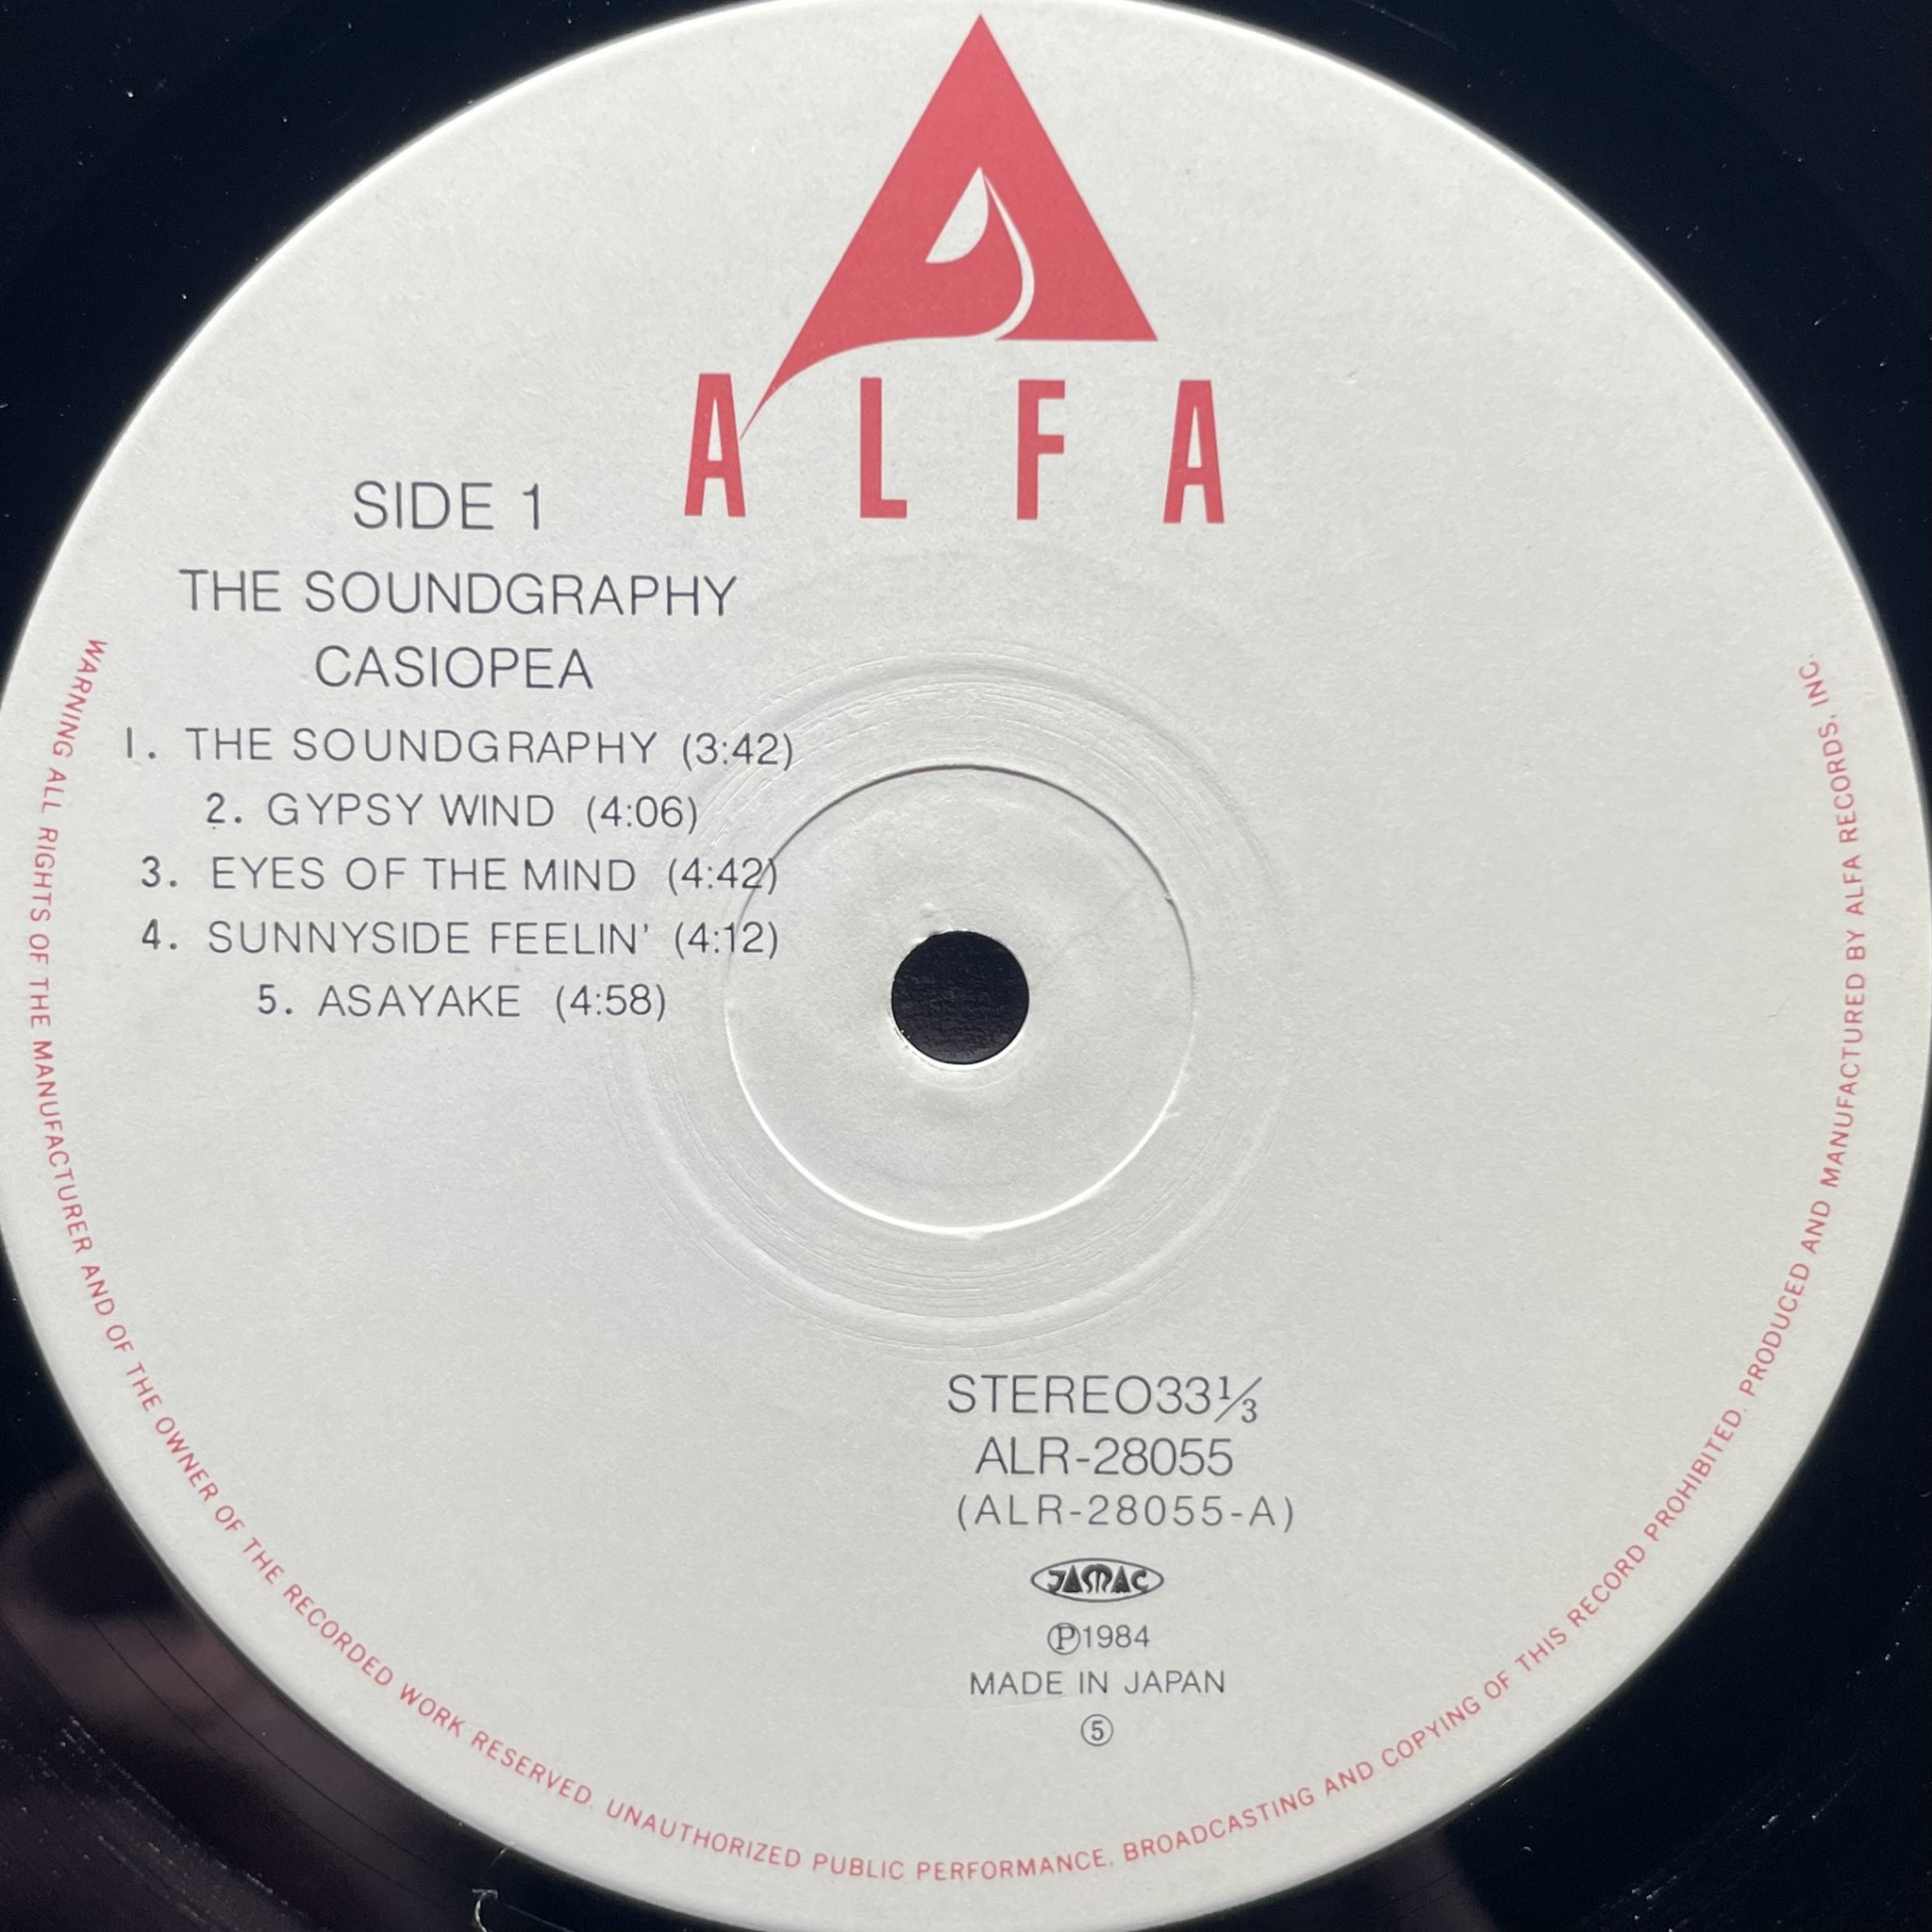 ALFA
SIDE 1
THE SOUNDGRAPHY
CASIOPEA
1. THE SOUNDGRAPHY (3:42)
2. GYPSY WIND (4:06)
3. EYES OF THE MIND (4:42)
4. SUNNYSIDE FEELIN' (4:12)
5. ASAYAKE (4:58)
STEREO33⅓
ALR-28055
(ALR-28055-A)
JASRAC
Ⓟ1984
MADE IN JAPAN
⑤
WARNING ALL RIGHTS OF THE MANUFACTURER AND OF THE OWNER OF THE RECORDED WORK RESERVED. UNAUTHORIZED PUBLIC PERFORMANCE, BROADCASTING AND COPYING OF THIS RECORD PROHIBITED. PRODUCED AND MANUFACTURED BY ALFA RECORDS, INC.